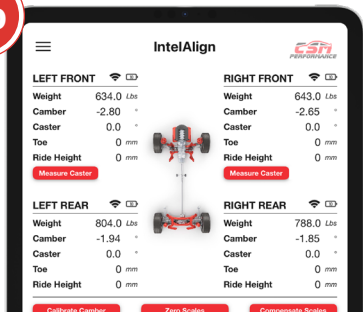 IntelAlign
CSM
PERFORMANCE
LEFT FRONT
Weight 634.0 Lbs
Camber -2.80 °
Caster 0.0 °
Toe 0 mm
Ride Height 0 mm
Measure Caster
RIGHT FRONT
Weight 643.0 Lbs
Camber -2.65 °
Caster 0.0 °
Toe 0 mm
Ride Height 0 mm
Measure Caster
LEFT REAR
Weight 804.0 Lbs
Camber -1.94 °
Caster 0.0 °
Toe 0 mm
Ride Height 0 mm
RIGHT REAR
Weight 788.0 Lbs
Camber -1.85 °
Caster 0.0 °
Toe 0 mm
Ride Height 0 mm
Calibrate Camber
Zero Scales
Compensate Scales